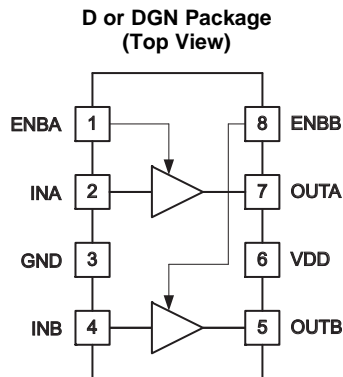 D or DGN Package
(Top View)
ENBA 1 8 ENBB
INA 2 7 OUTA
GND 3 6 VDD
INB 4 5 OUTB